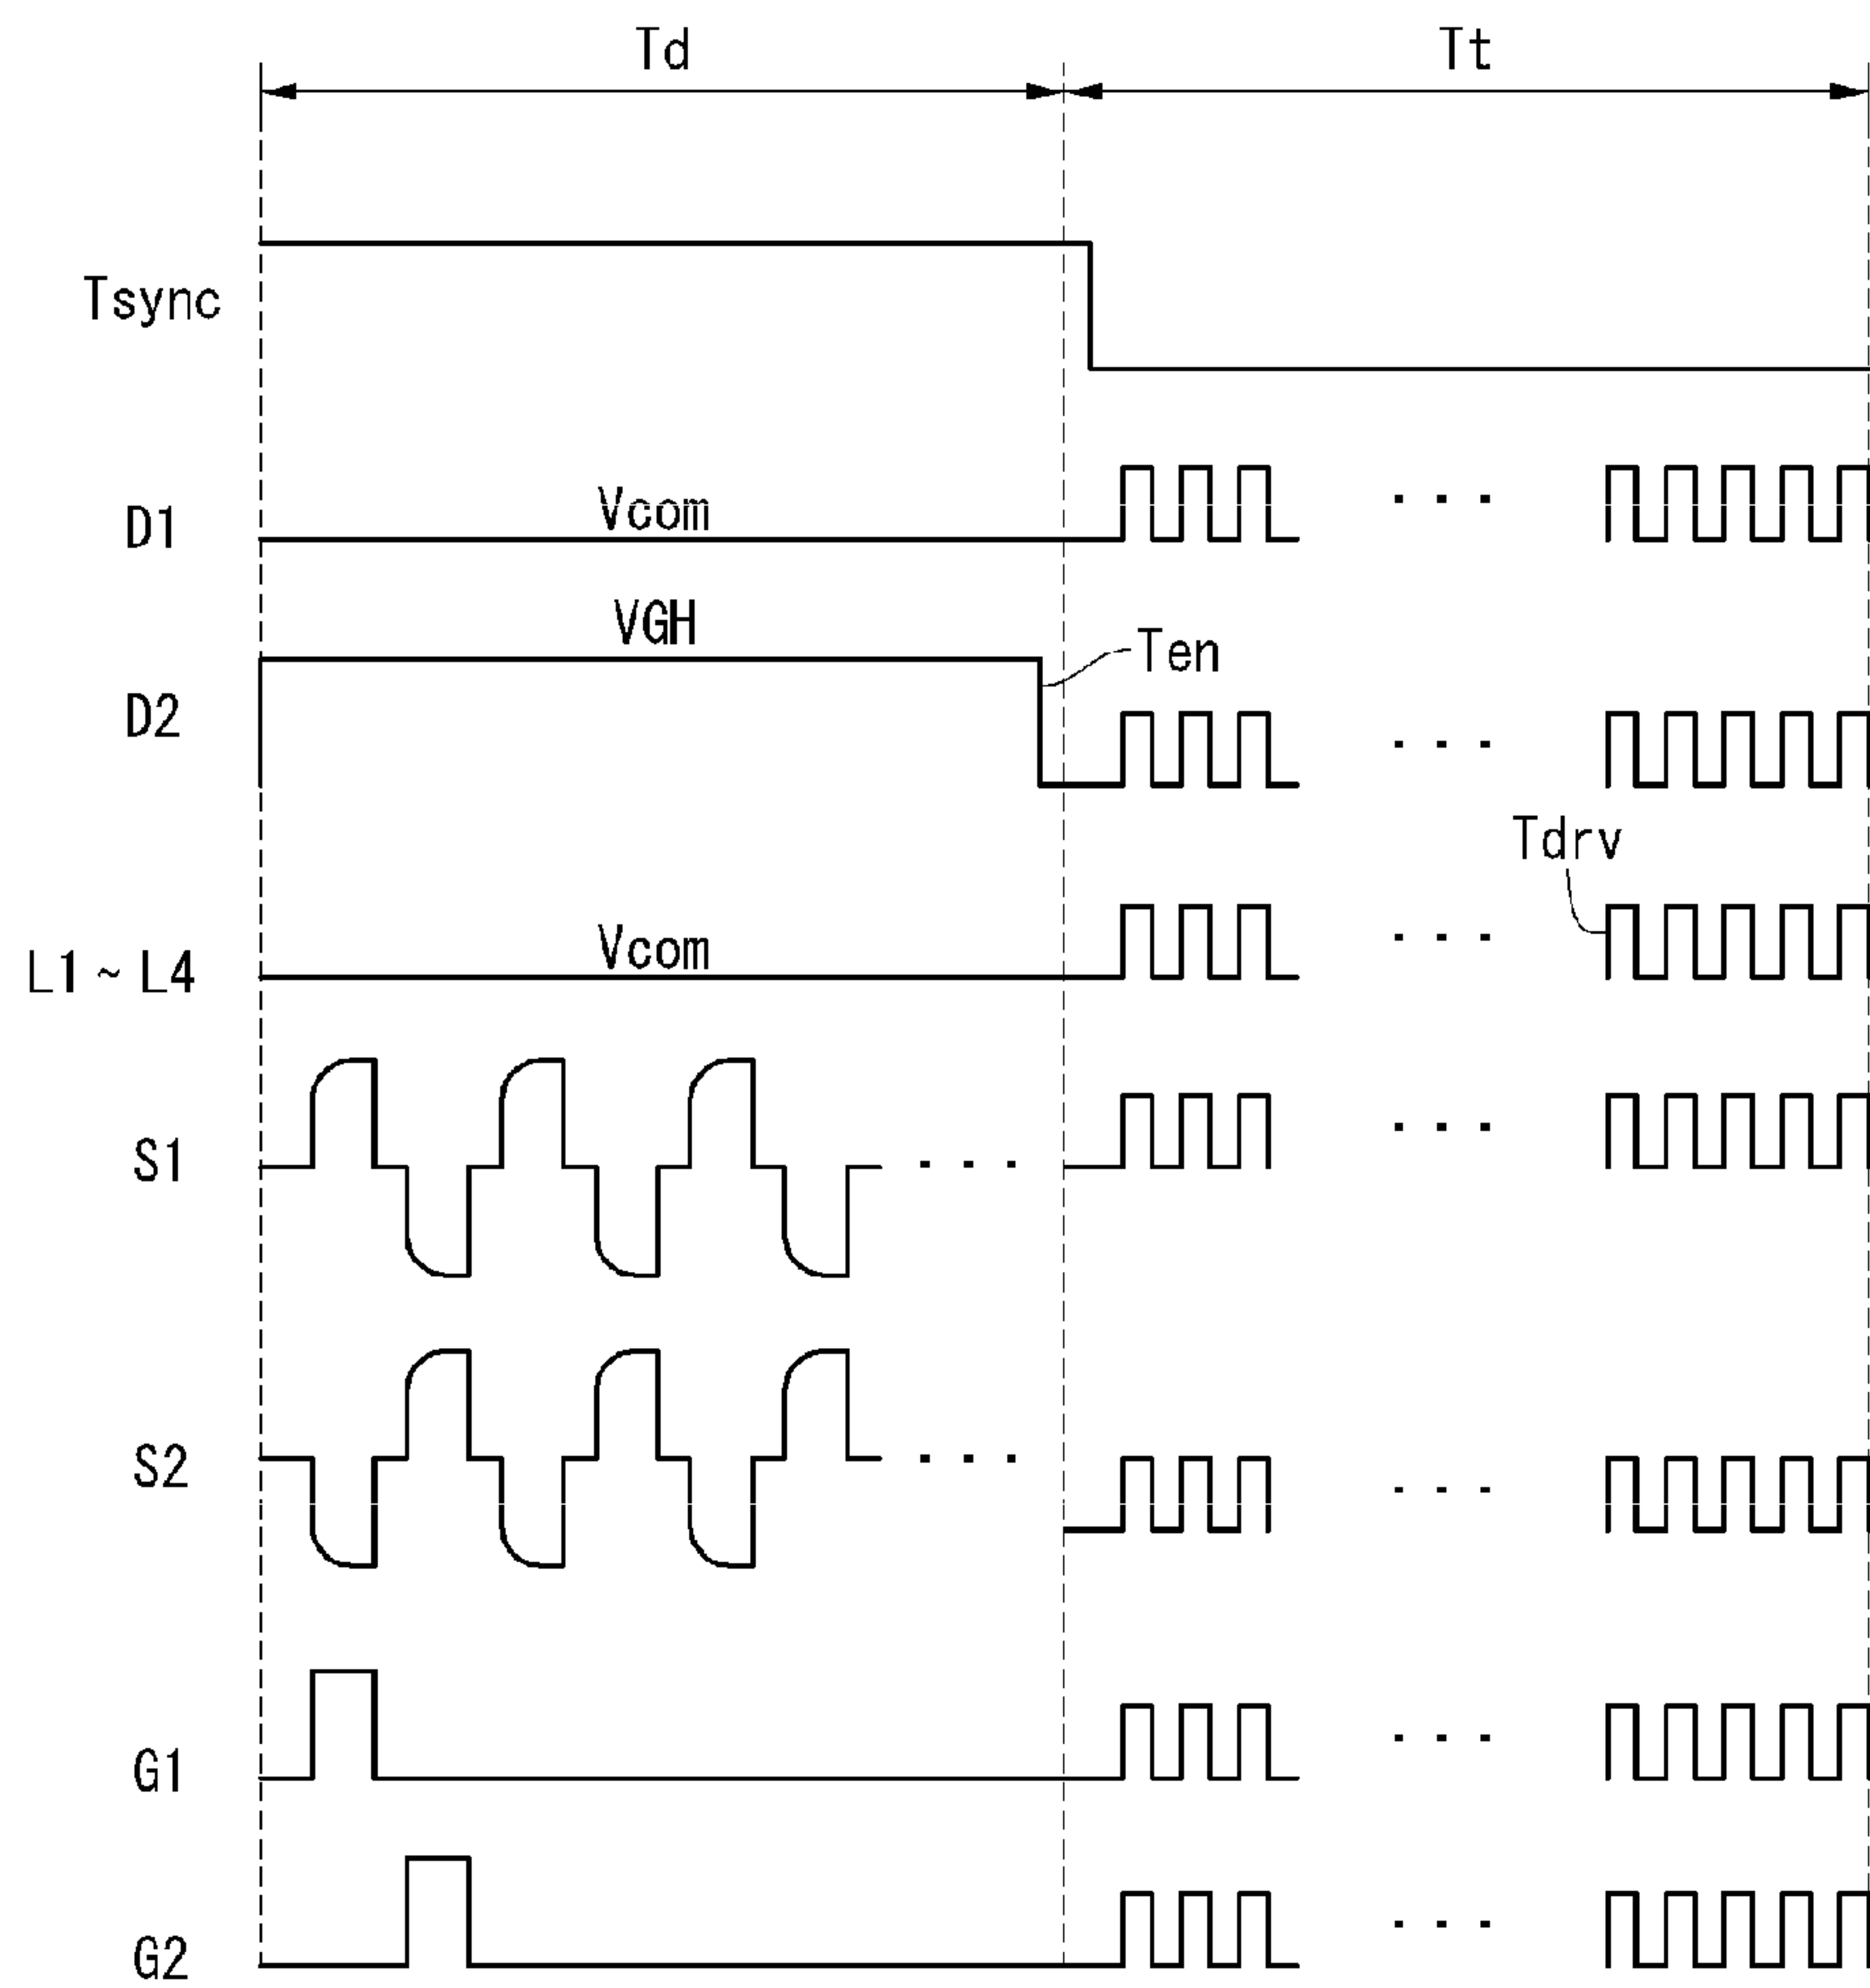 Td Tt
Tsync
D1 Vcom
VGH
Ten
D2
Tdrv
L1 ~ L4 Vcom
S1
S2
G1
G2